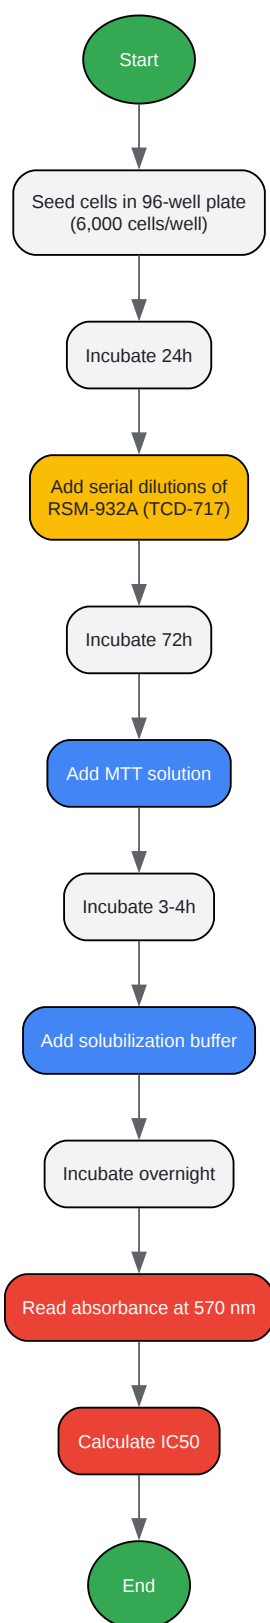 Start
Seed cells in 96-well plate
(6,000 cells/well)
Incubate 24h
Add serial dilutions of
RSM-932A (TCD-717)
Incubate 72h
Add MTT solution
Incubate 3-4h
Add solubilization buffer
Incubate overnight
Read absorbance at 570 nm
Calculate IC50
End